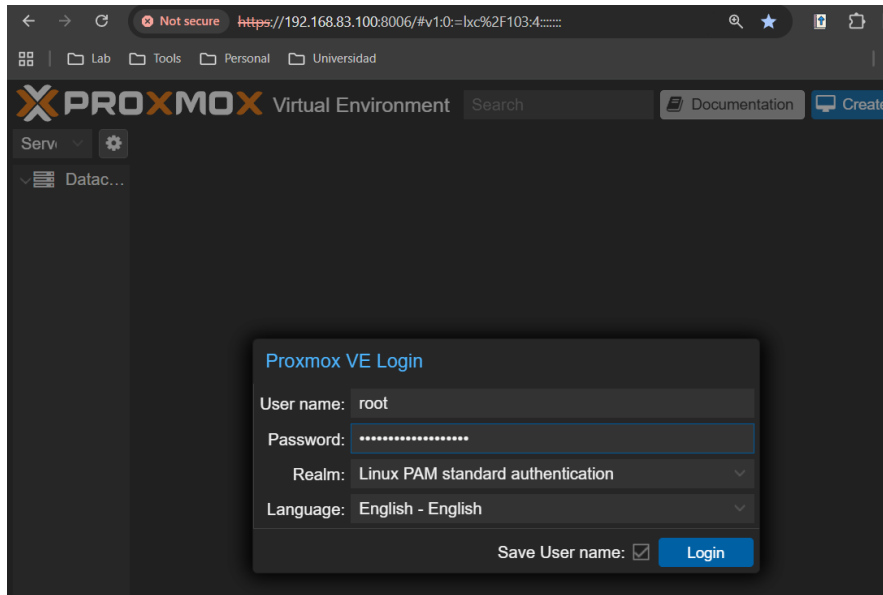 Not secure https://192.168.83.100:8006/#v1:0:=lxc%2F103:4:::::::
Lab Tools Personal Universidad
PROXMOX Virtual Environment Search Documentation Create
Serv
Datac...
Proxmox VE Login
User name: root
Password: •••••••••••••••••••
Realm: Linux PAM standard authentication
Language: English - English
Save User name: Login